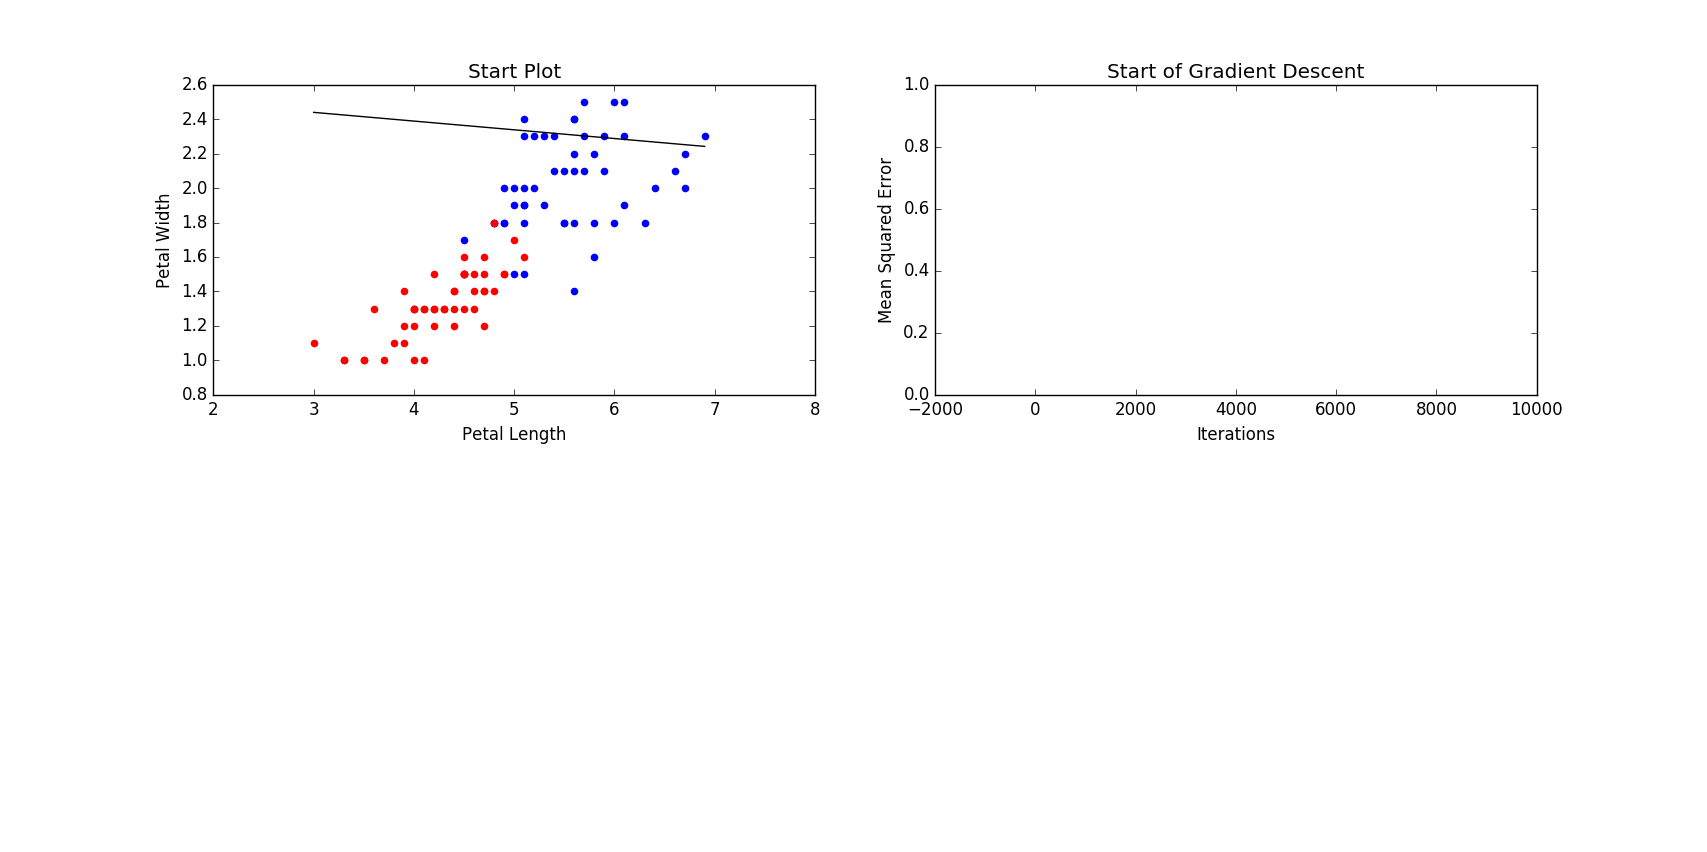 Start Plot
2.6
2.4
2.2
2.0
1.8
1.6
1.4
1.2
1.0
0.8
Petal Width
2 3 4 5 6 7 8
Petal Length
Start of Gradient Descent
1.0
0.8
0.6
0.4
0.2
0.0
Mean Squared Error
−2000 0 2000 4000 6000 8000 10000
Iterations